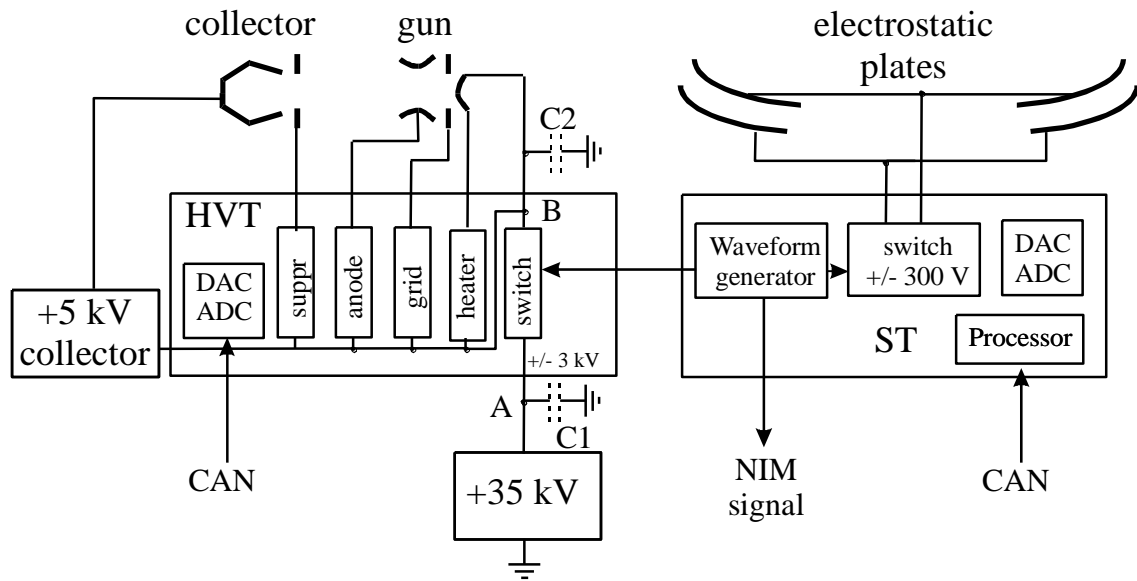 collector
gun
electrostatic
plates
C2
HVT
B
DAC
ADC
suppr
anode
grid
heater
switch
+5 kV
collector
+/- 3 kV
A
C1
CAN
+35 kV
Waveform
generator
switch
+/- 300 V
DAC
ADC
ST
Processor
NIM
signal
CAN